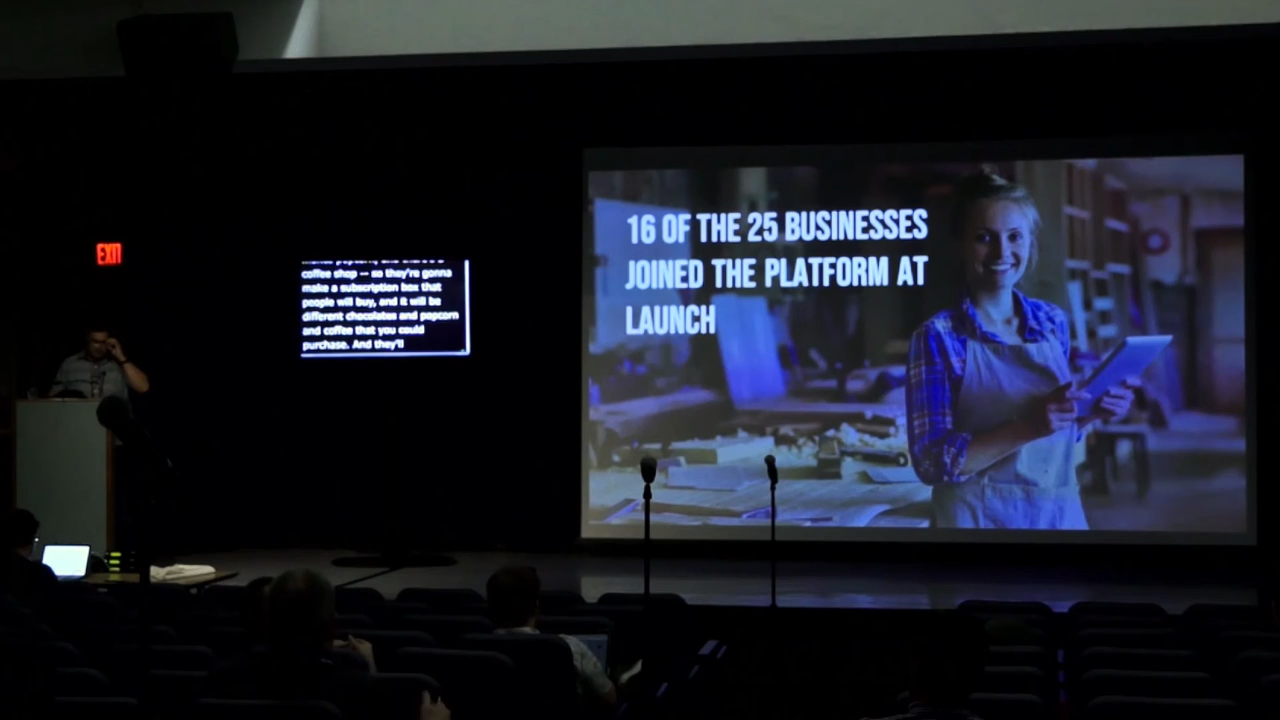 EXIT
coffee shop — so they're gonna
make a subscription box that
people will buy, and it will be
different chocolates and popcorn
and coffee that you could
purchase. And they'll
16 OF THE 25 BUSINESSES
JOINED THE PLATFORM AT
LAUNCH